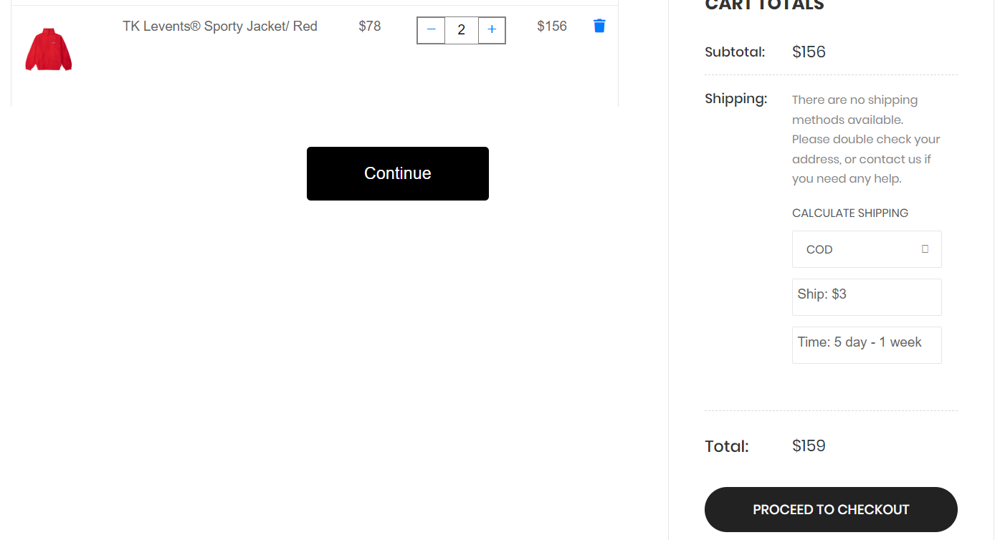 CART TOTALS
TK Levents® Sporty Jacket/ Red $78 − 2 + $156
Continue
Subtotal: $156
Shipping: There are no shipping
methods available.
Please double check your
address, or contact us if
you need any help.
CALCULATE SHIPPING
COD
Ship: $3
Time: 5 day - 1 week
Total: $159
PROCEED TO CHECKOUT